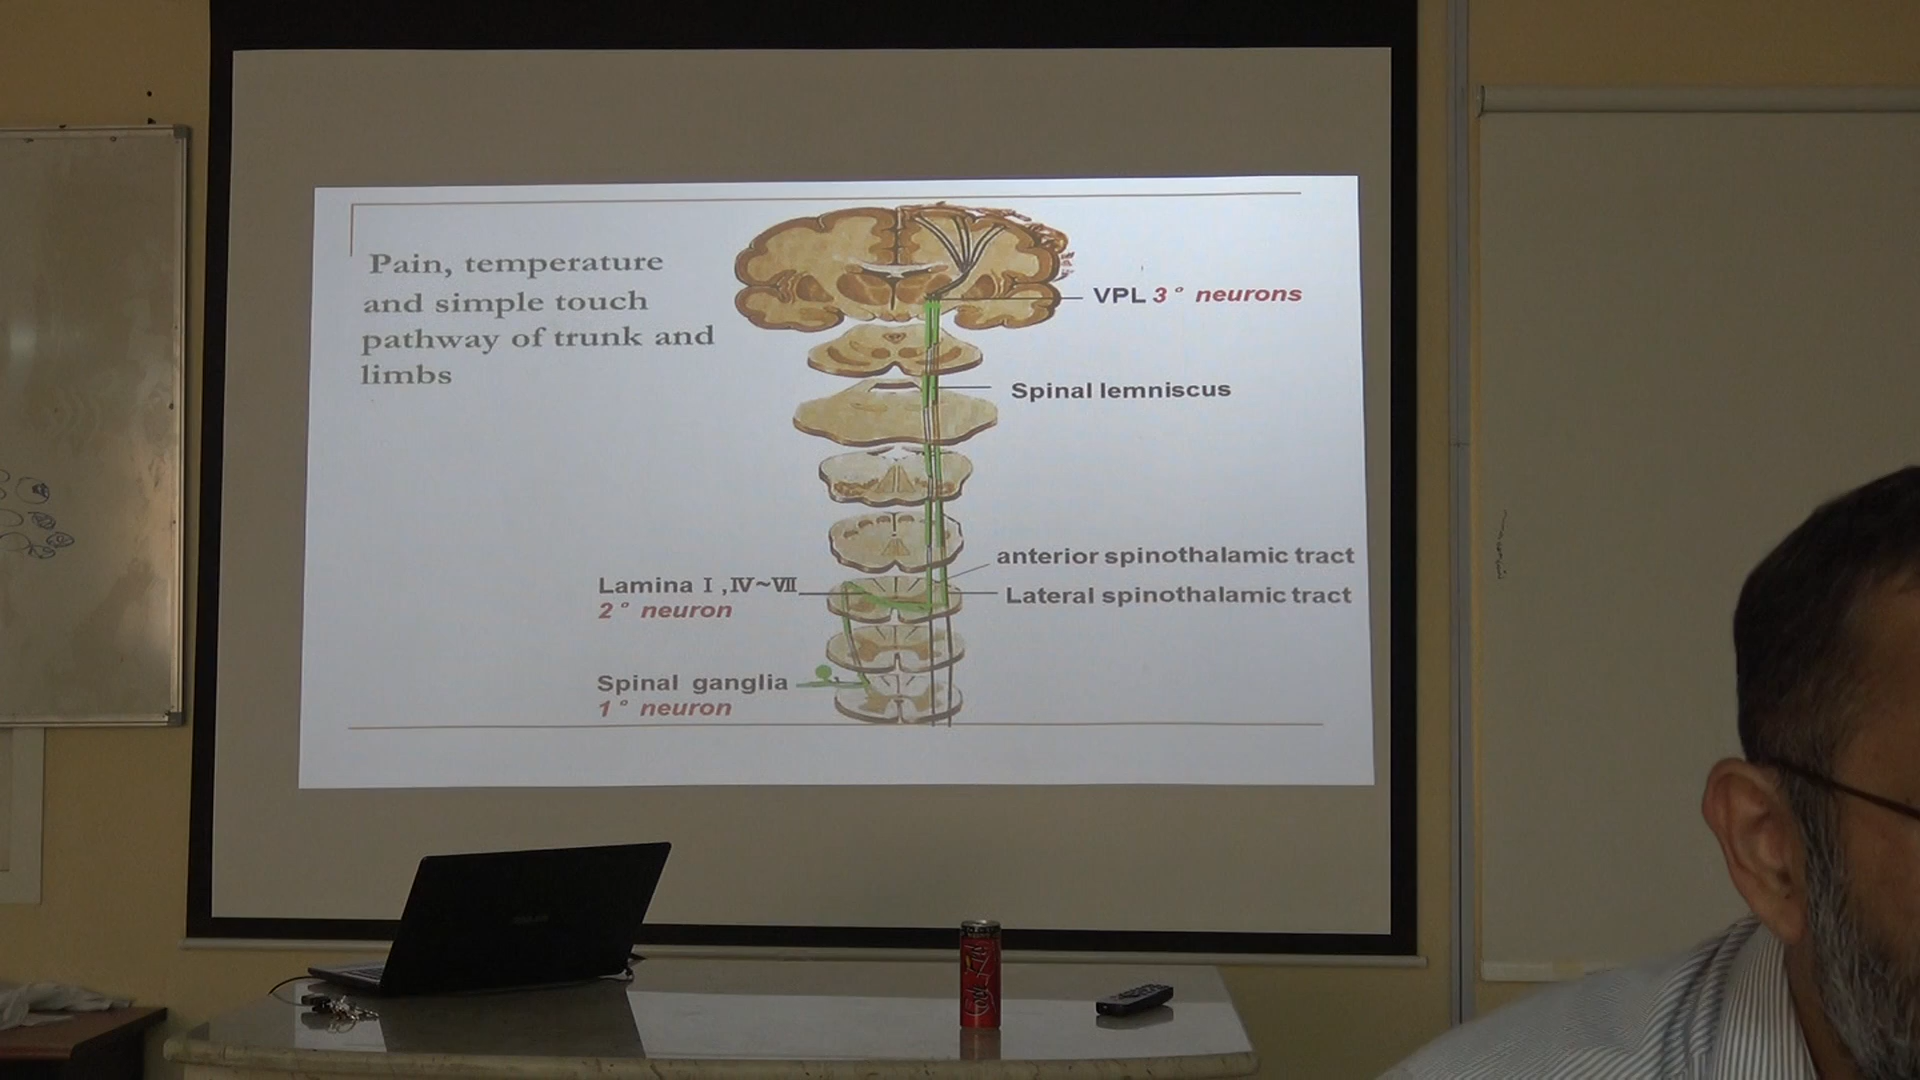 Pain, temperature
and simple touch
pathway of trunk and
limbs
VPL 3° neurons
Spinal lemniscus
anterior spinothalamic tract
Lamina Ⅰ,Ⅳ~Ⅶ
Lateral spinothalamic tract
2° neuron
Spinal ganglia
1° neuron